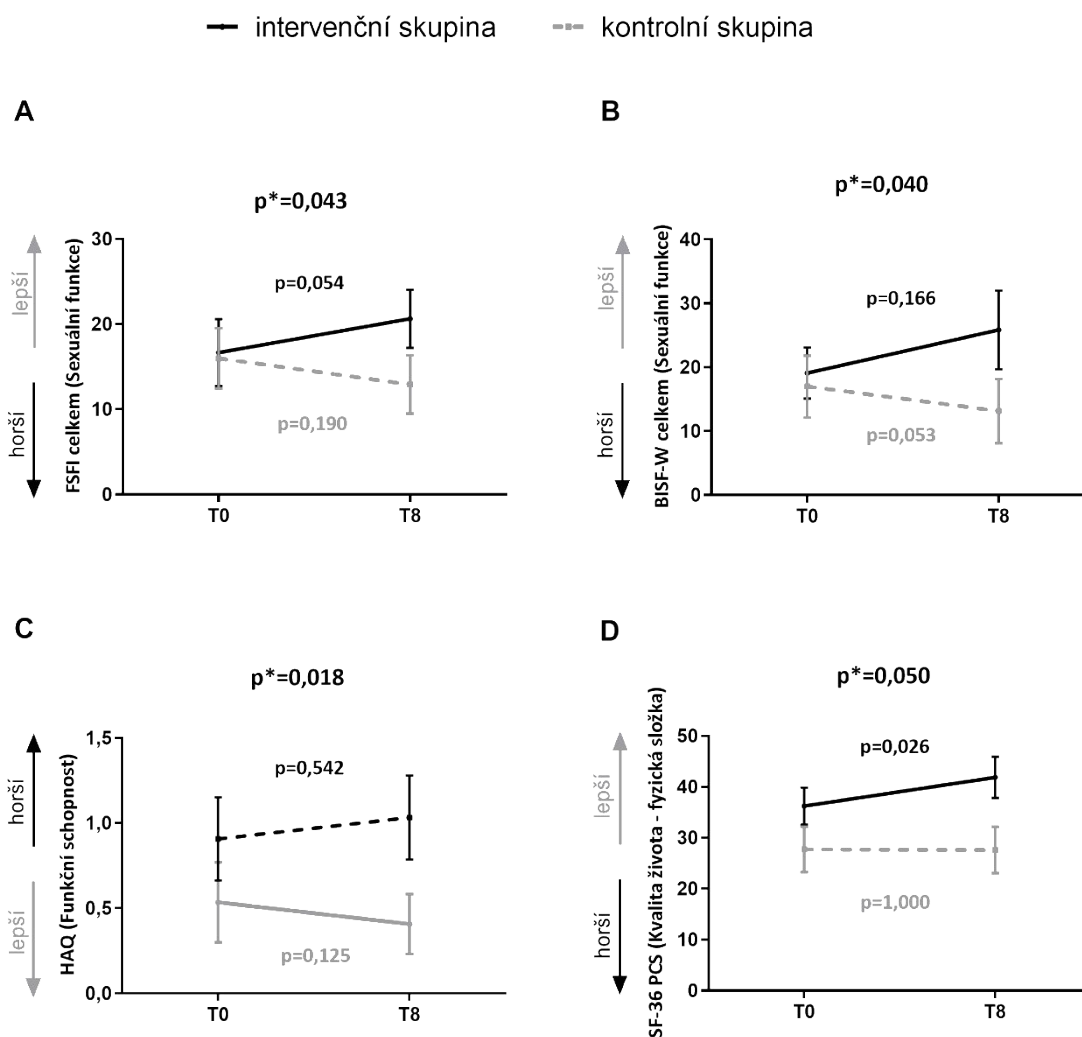 intervenční skupina kontrolní skupina
A
p*=0,043
lepší
horší
FSFI celkem (Sexuální funkce)
30
20
10
0
p=0,054
p=0,190
T0 T8
B
p*=0,040
lepší
horší
BISF-W celkem (Sexuální funkce)
40
30
20
10
0
p=0,166
p=0,053
T0 T8
C
p*=0,018
horší
lepší
HAQ (Funkční schopnost)
1,5
1,0
0,5
0,0
p=0,542
p=0,125
T0 T8
D
p*=0,050
lepší
horší
SF-36 PCS (Kvalita života - fyzická složka)
50
40
30
20
10
0
p=0,026
p=1,000
T0 T8